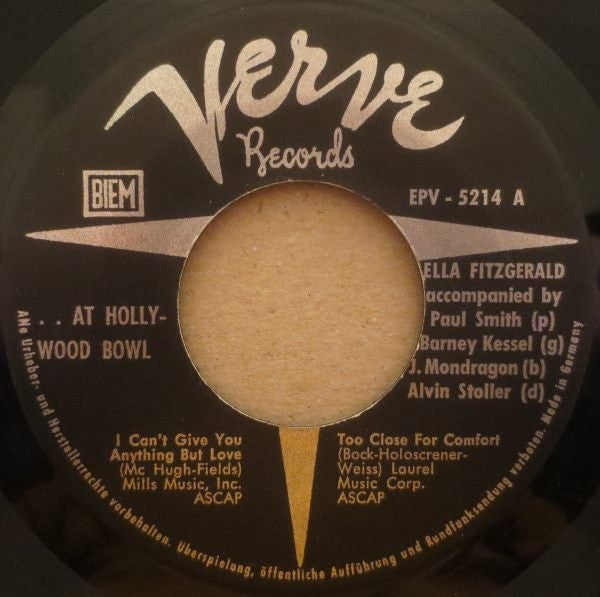 Verve
Records
BIEM
EPV - 5214 A
. . AT HOLLY-
WOOD BOWL
ELLA FITZGERALD
accompanied by
Paul Smith (p)
Barney Kessel (g)
J. Mondragon (b)
Alvin Stoller (d)
I Can't Give You
Anything But Love
(Mc Hugh-Fields)
Mills Music, Inc.
ASCAP
Too Close For Comfort
(Bock-Holoscrener-
Weiss) Laurel
Music Corp.
ASCAP
Alle Urheber- und Herstellerrechte vorbehalten. Überspielung, öffentliche Aufführung und Rundfunksendung verboten. Made in Germany